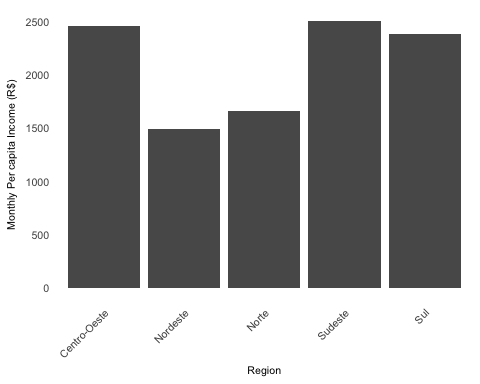 2500
2000
1500
1000
500
0
Monthly Per capita Income (R$)
Centro-Oeste
Nordeste
Norte
Sudeste
Sul
Region